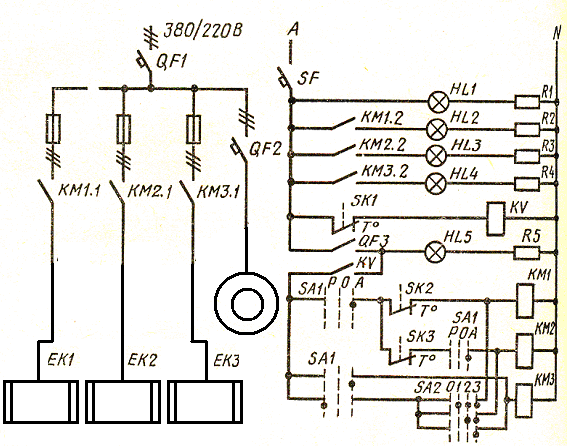 380/220В
QF1
A
N
SF
HL1
R1
KM1.2
HL2
R2
QF2
KM2.2
HL3
R3
KM3.2
HL4
R4
KM1.1
KM2.1
KM3.1
SK1
T°
KV
QF3
HL5
R5
KV
SA1
P O A
SK2
T°
KM1
SK3
T°
SA1
P O A
KM2
SA1
SA2
0 1 2 3
KM3
EK1
EK2
EK3